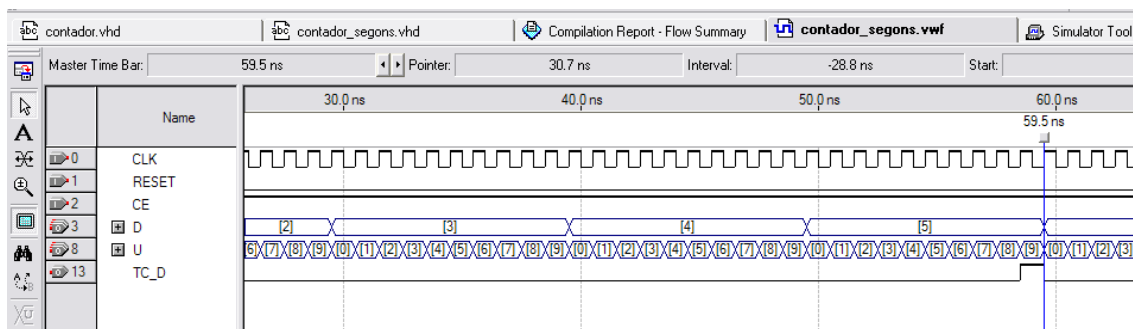 abc contador.vhd abc contador_segons.vhd Compilation Report - Flow Summary contador_segons.vwf Simulator Tool
Master Time Bar: 59.5 ns Pointer: 30.7 ns Interval: -28.8 ns Start:
Name 30.0 ns 40.0 ns 50.0 ns 60.0 ns
59.5 ns
0 CLK
1 RESET
2 CE
3 D [2] [3] [4] [5]
8 U 6] [7] [8] [9] [0] [1] [2] [3] [4] [5] [6] [7] [8] [9] [0] [1] [2] [3] [4] [5] [6] [7] [8] [9] [0] [1] [2] [3] [4] [5] [6] [7] [8] [9] [0] [1] [2] [3]
13 TC_D